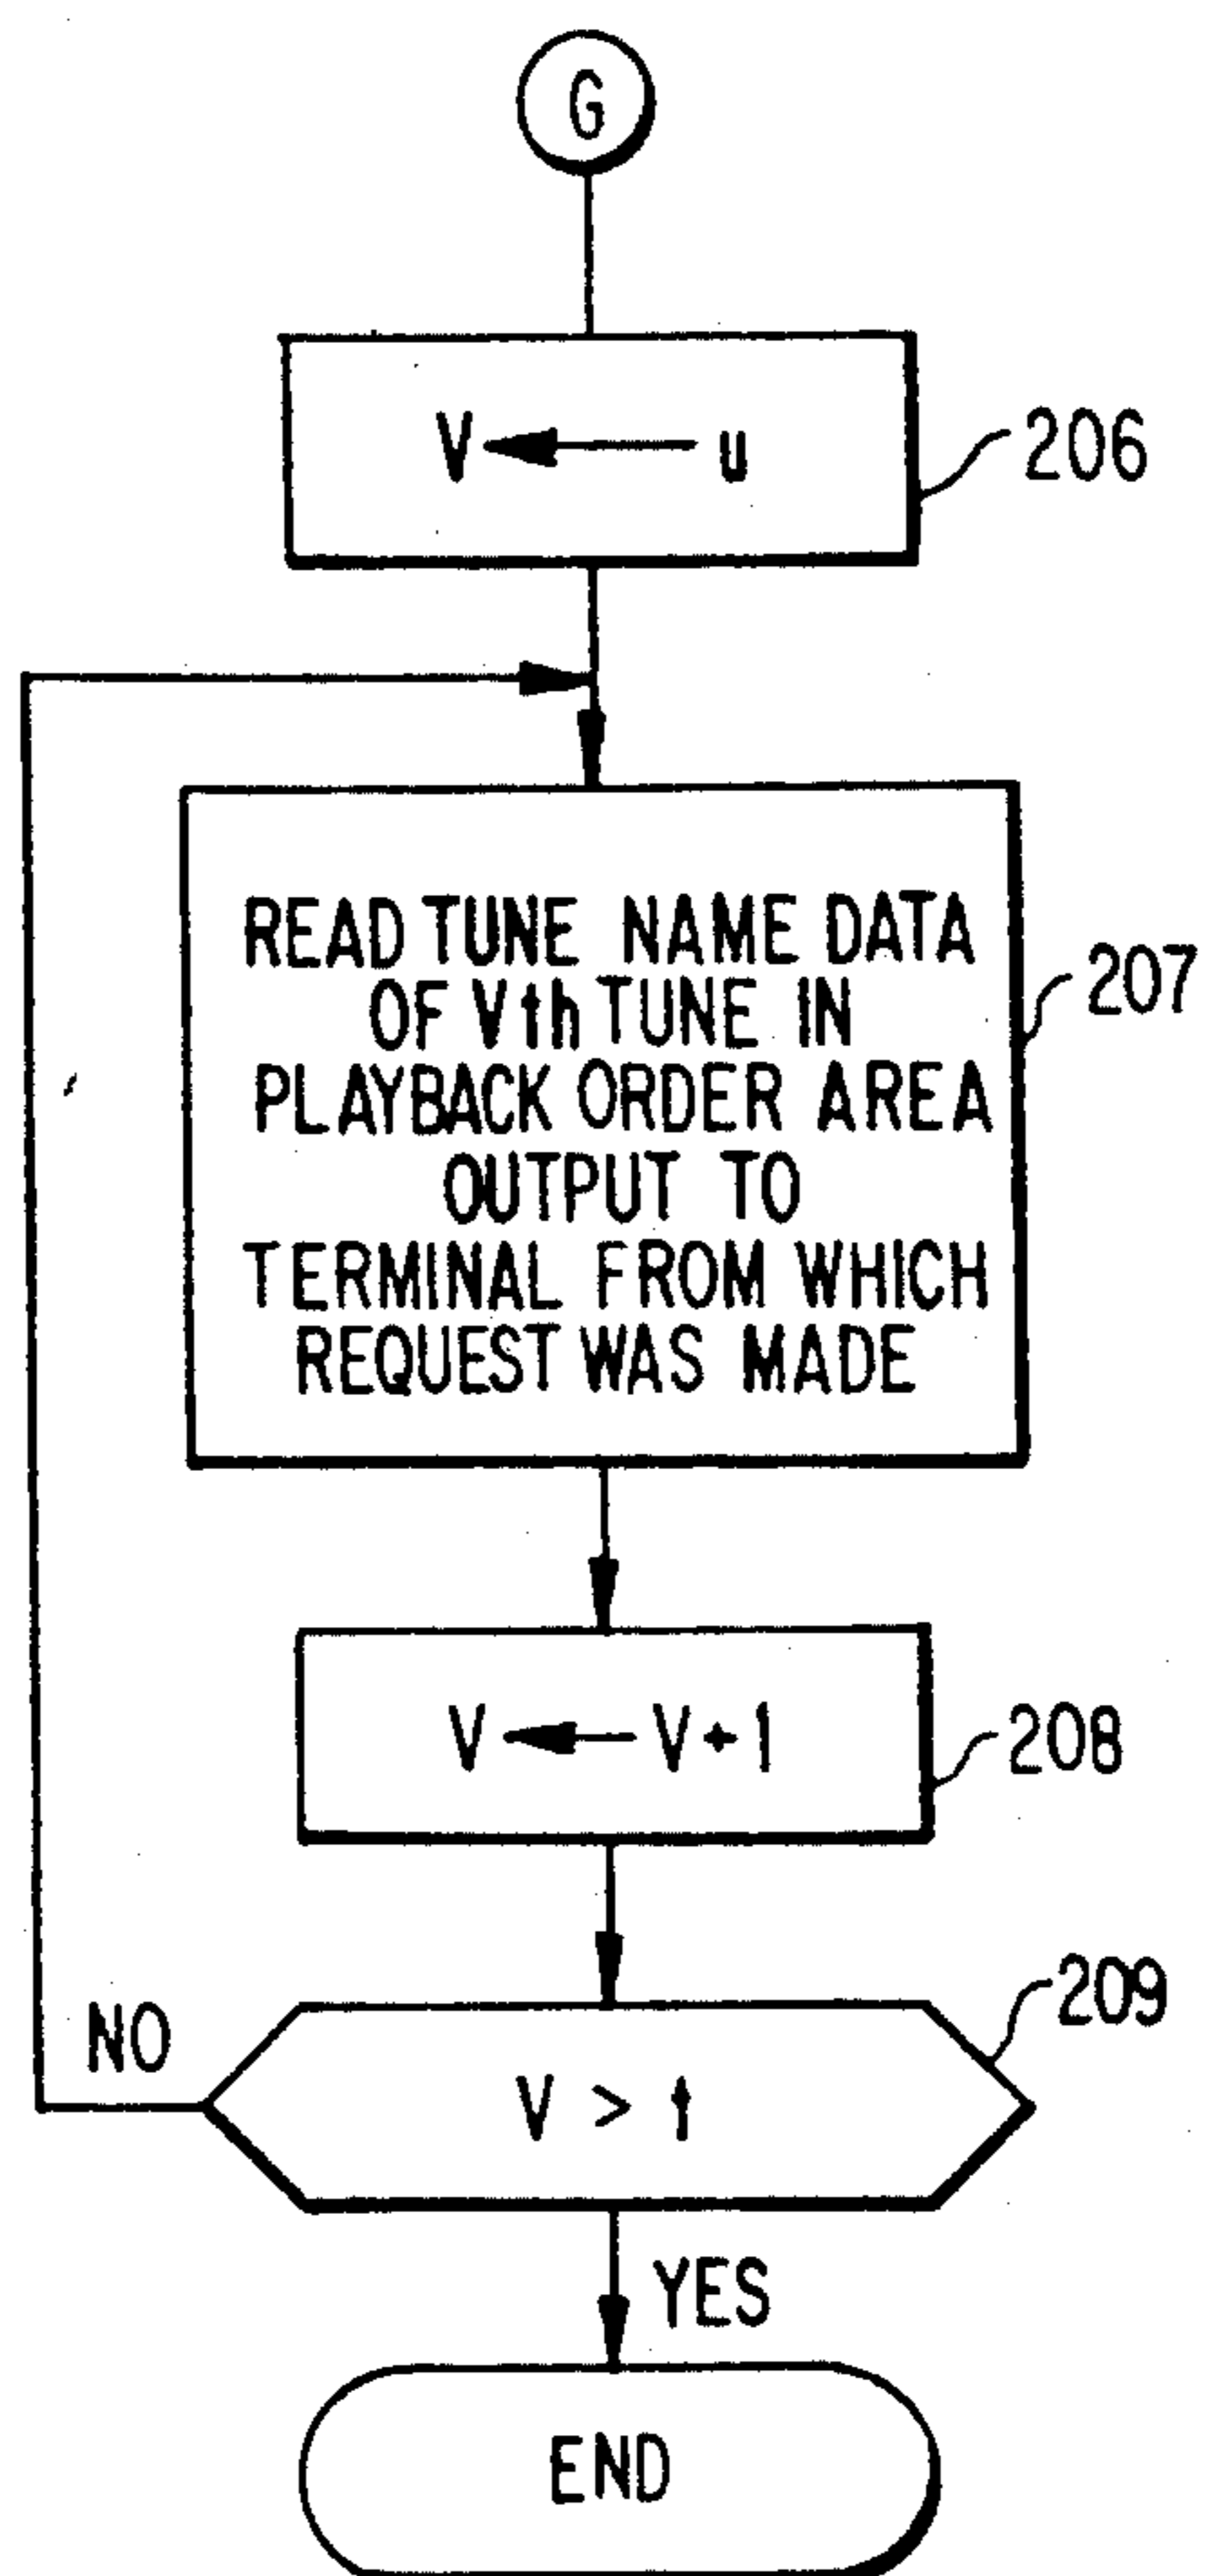 G
V ← u
206
READ TUNE NAME DATA
OF Vth TUNE IN
PLAYBACK ORDER AREA
OUTPUT TO
TERMINAL FROM WHICH
REQUEST WAS MADE
207
V ← V+1
208
V > t
209
NO
YES
END